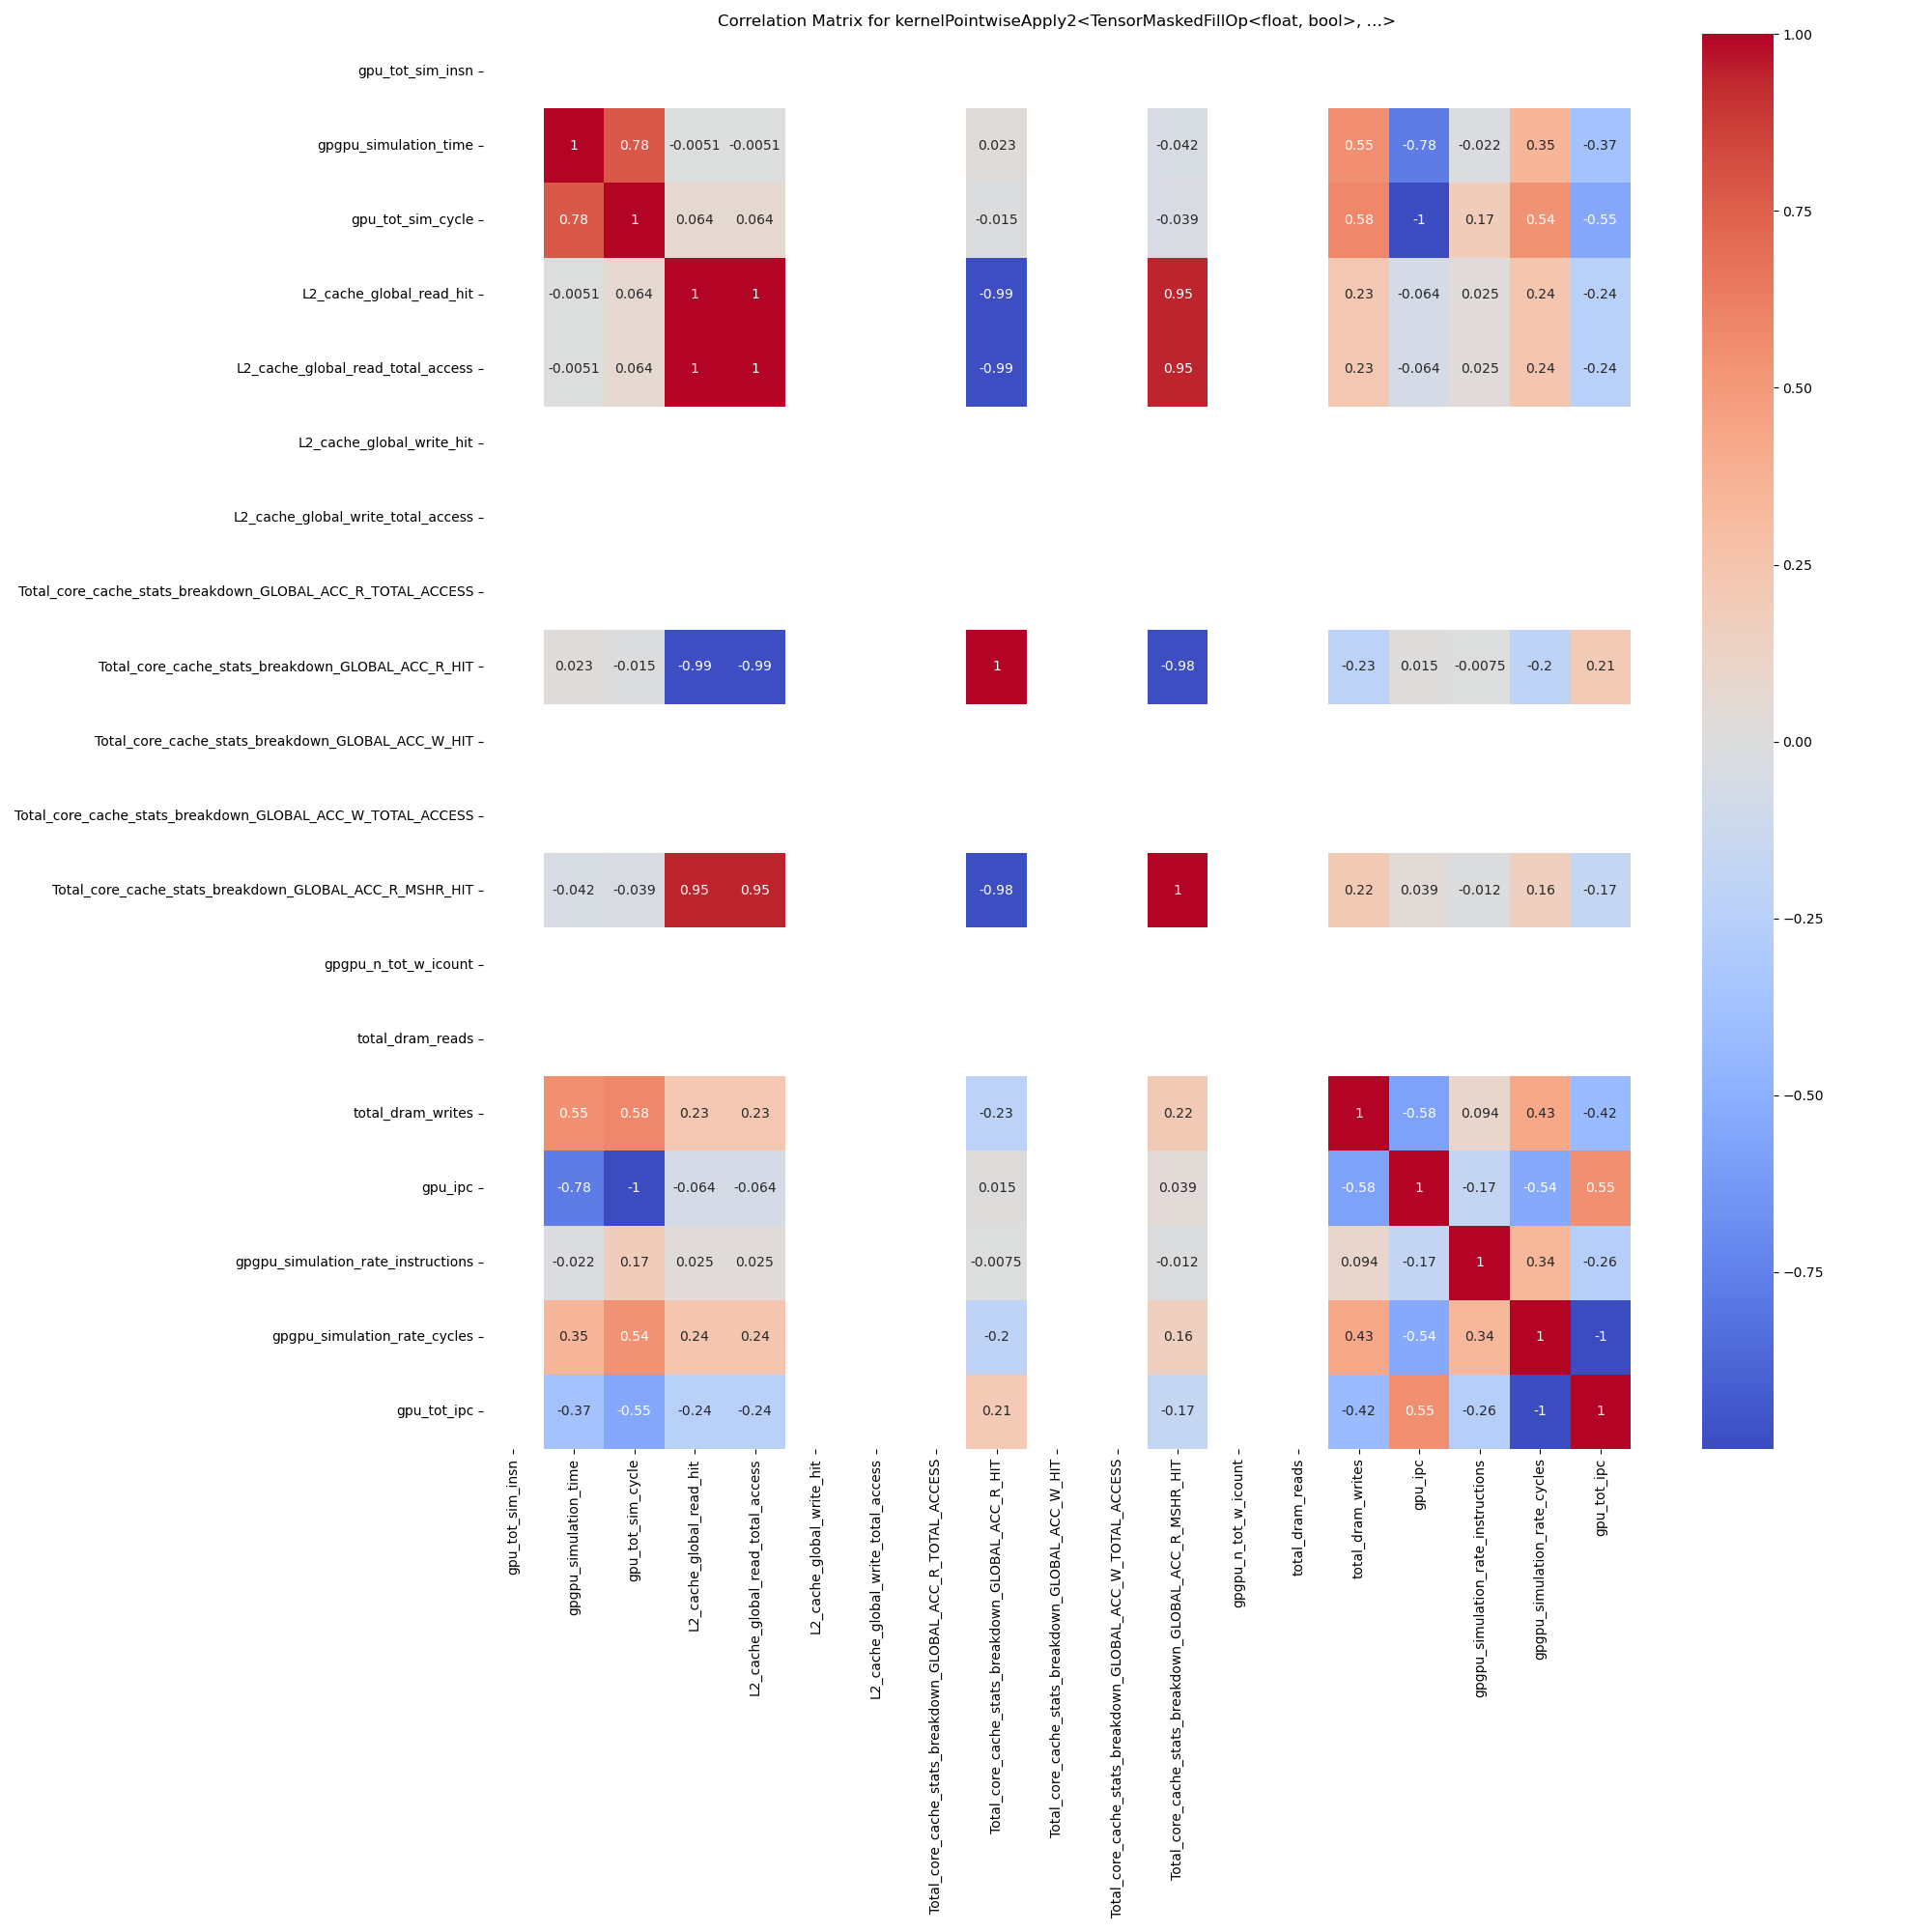 Correlation Matrix for kernelPointwiseApply2<TensorMaskedFillOp<float, bool>, ...>
gpu_tot_sim_insn
gpgpu_simulation_time 1 0.78 -0.0051 -0.0051 0.023 -0.042 0.55 -0.78 -0.022 0.35 -0.37
gpu_tot_sim_cycle 0.78 1 0.064 0.064 -0.015 -0.039 0.58 -1 0.17 0.54 -0.55
L2_cache_global_read_hit -0.0051 0.064 1 1 -0.99 0.95 0.23 -0.064 0.025 0.24 -0.24
L2_cache_global_read_total_access -0.0051 0.064 1 1 -0.99 0.95 0.23 -0.064 0.025 0.24 -0.24
L2_cache_global_write_hit
L2_cache_global_write_total_access
Total_core_cache_stats_breakdown_GLOBAL_ACC_R_TOTAL_ACCESS
Total_core_cache_stats_breakdown_GLOBAL_ACC_R_HIT 0.023 -0.015 -0.99 -0.99 1 -0.98 -0.23 0.015 -0.0075 -0.2 0.21
Total_core_cache_stats_breakdown_GLOBAL_ACC_W_HIT
Total_core_cache_stats_breakdown_GLOBAL_ACC_W_TOTAL_ACCESS
Total_core_cache_stats_breakdown_GLOBAL_ACC_R_MSHR_HIT -0.042 -0.039 0.95 0.95 -0.98 1 0.22 0.039 -0.012 0.16 -0.17
gpgpu_n_tot_w_icount
total_dram_reads
total_dram_writes 0.55 0.58 0.23 0.23 -0.23 0.22 1 -0.58 0.094 0.43 -0.42
gpu_ipc -0.78 -1 -0.064 -0.064 0.015 0.039 -0.58 1 -0.17 -0.54 0.55
gpgpu_simulation_rate_instructions -0.022 0.17 0.025 0.025 -0.0075 -0.012 0.094 -0.17 1 0.34 -0.26
gpgpu_simulation_rate_cycles 0.35 0.54 0.24 0.24 -0.2 0.16 0.43 -0.54 0.34 1 -1
gpu_tot_ipc -0.37 -0.55 -0.24 -0.24 0.21 -0.17 -0.42 0.55 -0.26 -1 1
gpu_tot_sim_insn
gpgpu_simulation_time
gpu_tot_sim_cycle
L2_cache_global_read_hit
L2_cache_global_read_total_access
L2_cache_global_write_hit
L2_cache_global_write_total_access
Total_core_cache_stats_breakdown_GLOBAL_ACC_R_TOTAL_ACCESS
Total_core_cache_stats_breakdown_GLOBAL_ACC_R_HIT
Total_core_cache_stats_breakdown_GLOBAL_ACC_W_HIT
Total_core_cache_stats_breakdown_GLOBAL_ACC_W_TOTAL_ACCESS
Total_core_cache_stats_breakdown_GLOBAL_ACC_R_MSHR_HIT
gpgpu_n_tot_w_icount
total_dram_reads
total_dram_writes
gpu_ipc
gpgpu_simulation_rate_instructions
gpgpu_simulation_rate_cycles
gpu_tot_ipc
1.00
0.75
0.50
0.25
0.00
−0.25
−0.50
−0.75